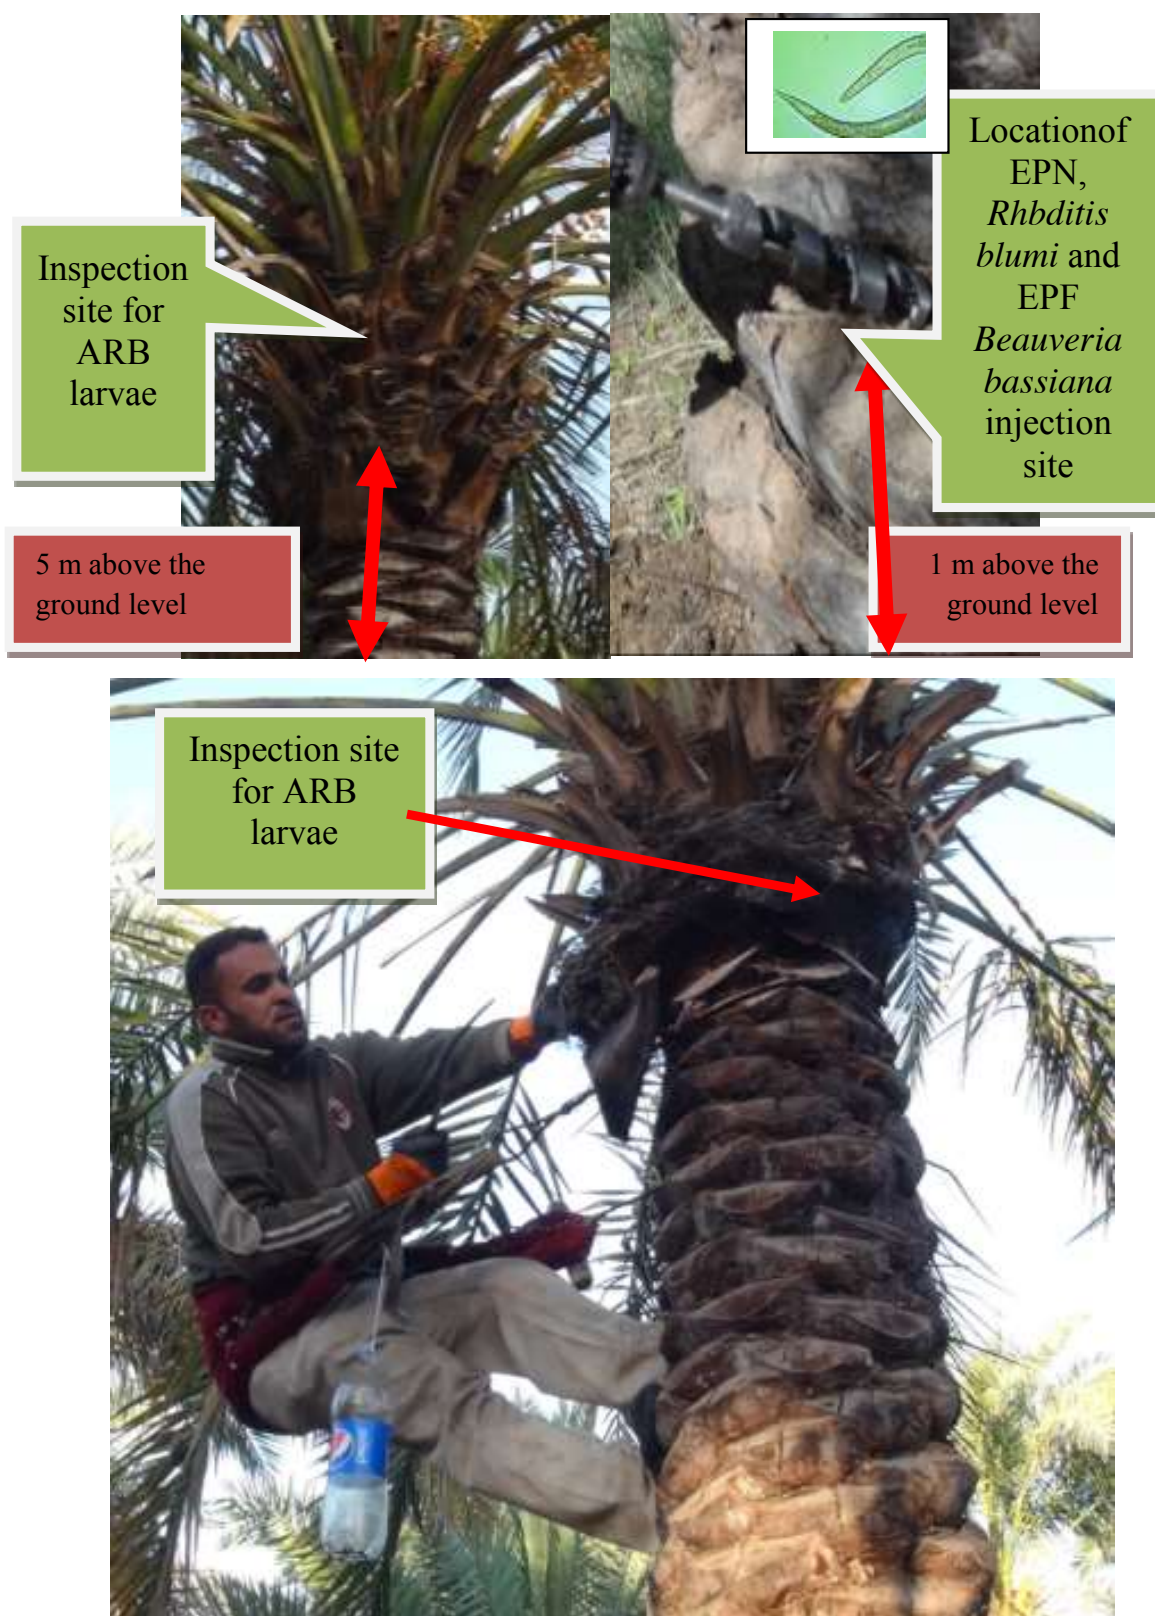 Inspection
site for
ARB
larvae
5 m above the
ground level
Locationof
EPN,
Rhbditis
blumi and
EPF
Beauveria
bassiana
injection
site
1 m above the
ground level
Inspection site
for ARB
larvae